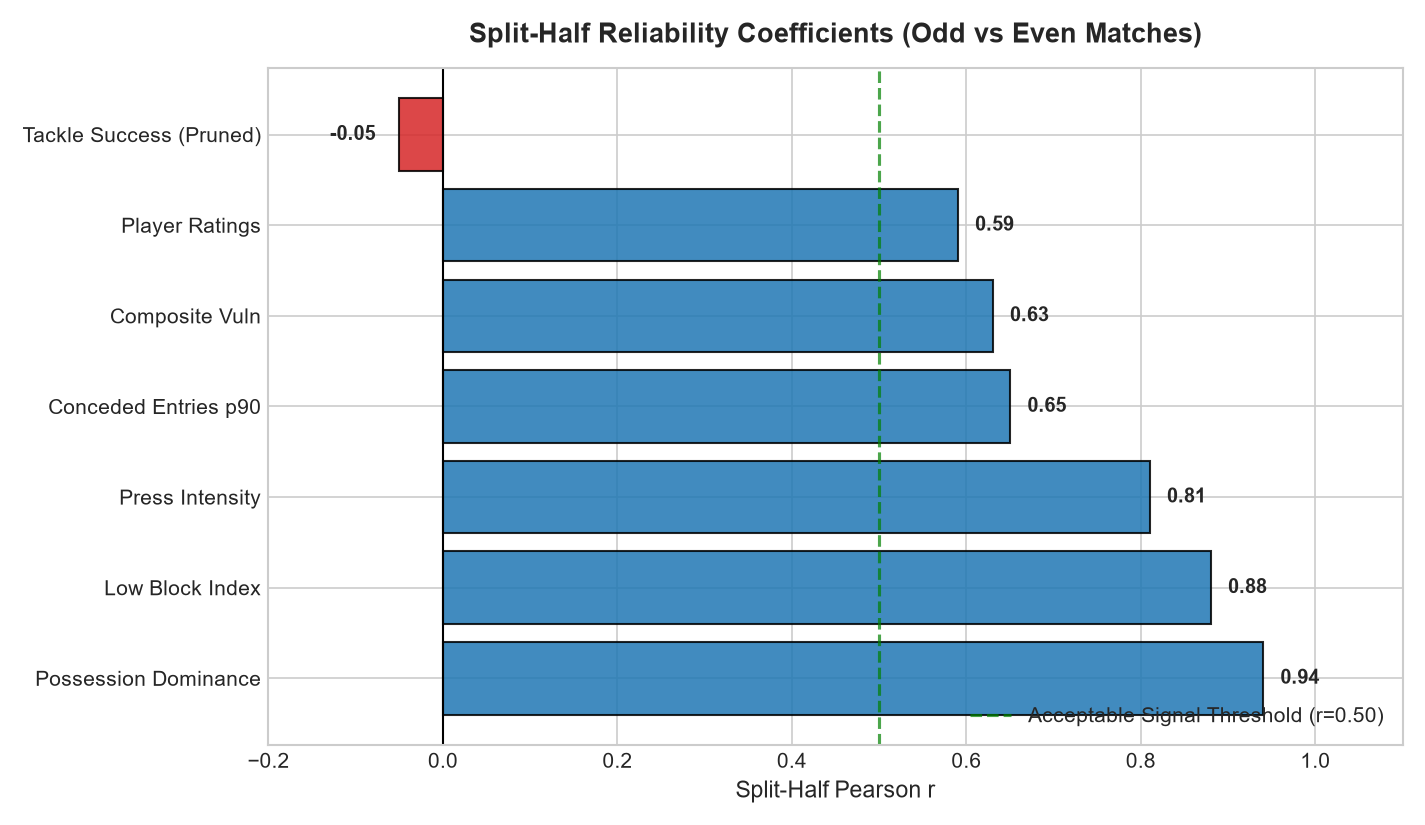 Split-Half Reliability Coefficients (Odd vs Even Matches)
Tackle Success (Pruned)
-0.05
Player Ratings
0.59
Composite Vuln
0.63
Conceded Entries p90
0.65
Press Intensity
0.81
Low Block Index
0.88
Possession Dominance
0.94
Acceptable Signal Threshold (r=0.50)
−0.2 0.0 0.2 0.4 0.6 0.8 1.0
Split-Half Pearson r